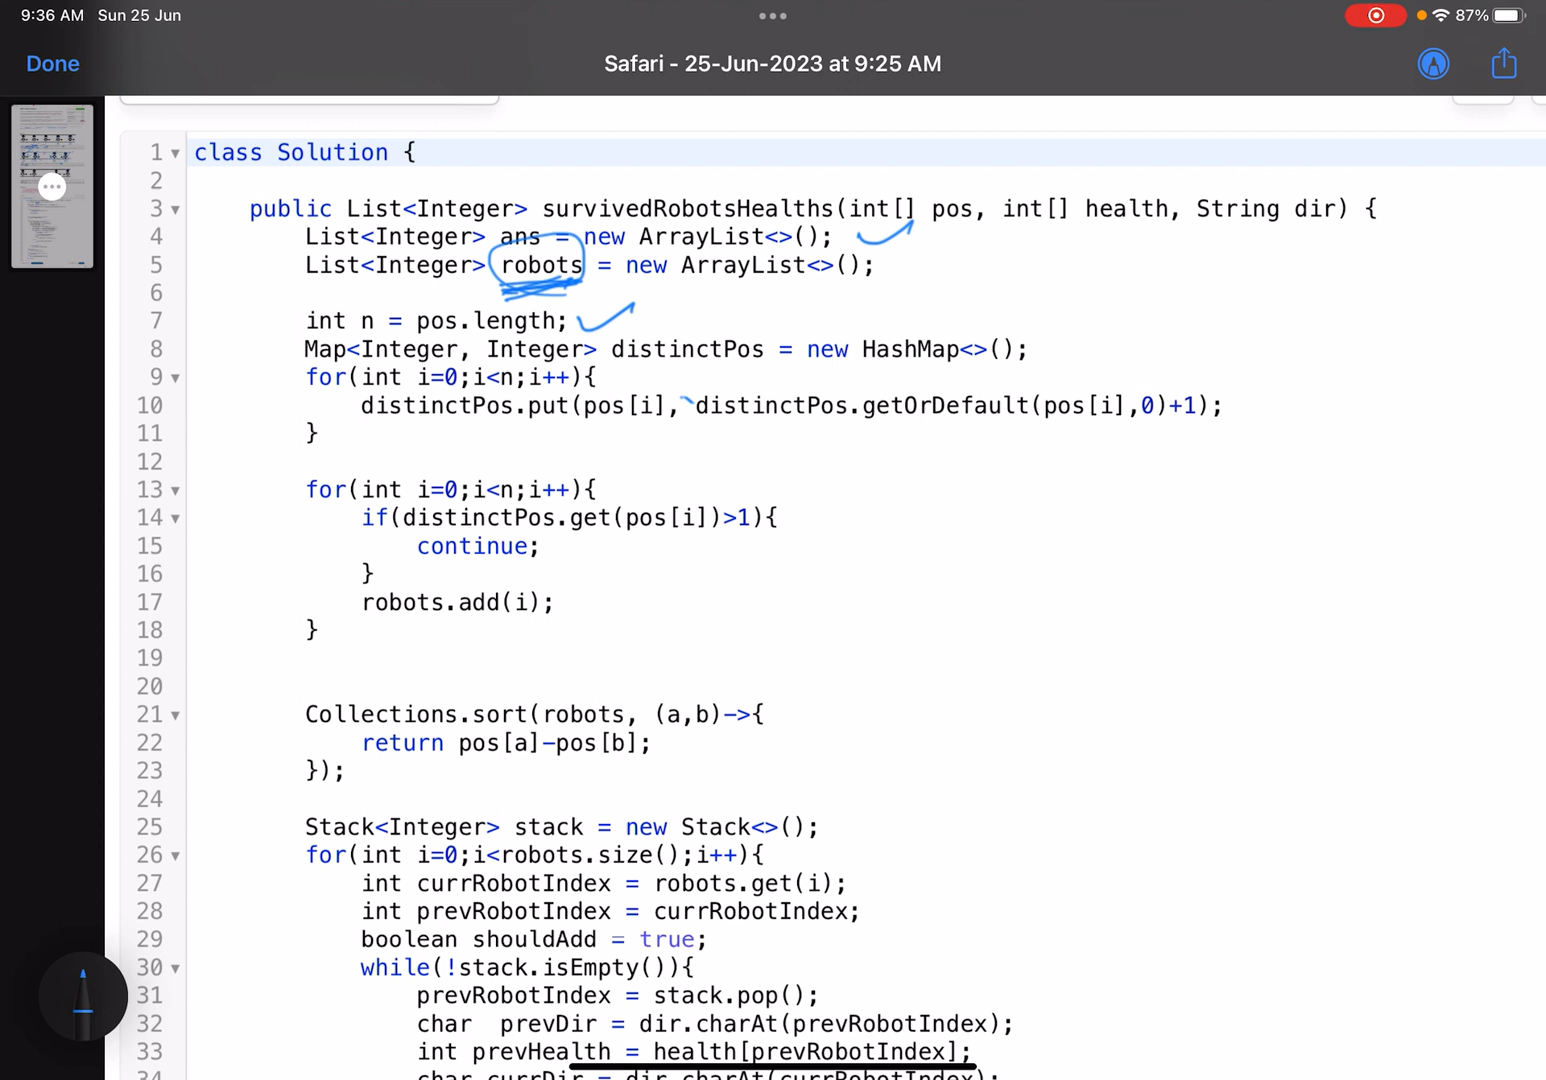 9:36 AM Sun 25 Jun
87%
Done
Safari - 25-Jun-2023 at 9:25 AM
1 class Solution {
2
3 public List<Integer> survivedRobotsHealths(int[] pos, int[] health, String dir) {
4 List<Integer> ans = new ArrayList<>();
5 List<Integer> robots = new ArrayList<>();
6
7 int n = pos.length;
8 Map<Integer, Integer> distinctPos = new HashMap<>();
9 for(int i=0;i<n;i++){
10 distinctPos.put(pos[i], distinctPos.getOrDefault(pos[i],0)+1);
11 }
12
13 for(int i=0;i<n;i++){
14 if(distinctPos.get(pos[i])>1){
15 continue;
16 }
17 robots.add(i);
18 }
19
20
21 Collections.sort(robots, (a,b)->{
22 return pos[a]-pos[b];
23 });
24
25 Stack<Integer> stack = new Stack<>();
26 for(int i=0;i<robots.size();i++){
27 int currRobotIndex = robots.get(i);
28 int prevRobotIndex = currRobotIndex;
29 boolean shouldAdd = true;
30 while(!stack.isEmpty()){
31 prevRobotIndex = stack.pop();
32 char prevDir = dir.charAt(prevRobotIndex);
33 int prevHealth = health[prevRobotIndex];
34 char currDir = dir.charAt(currRobotIndex);